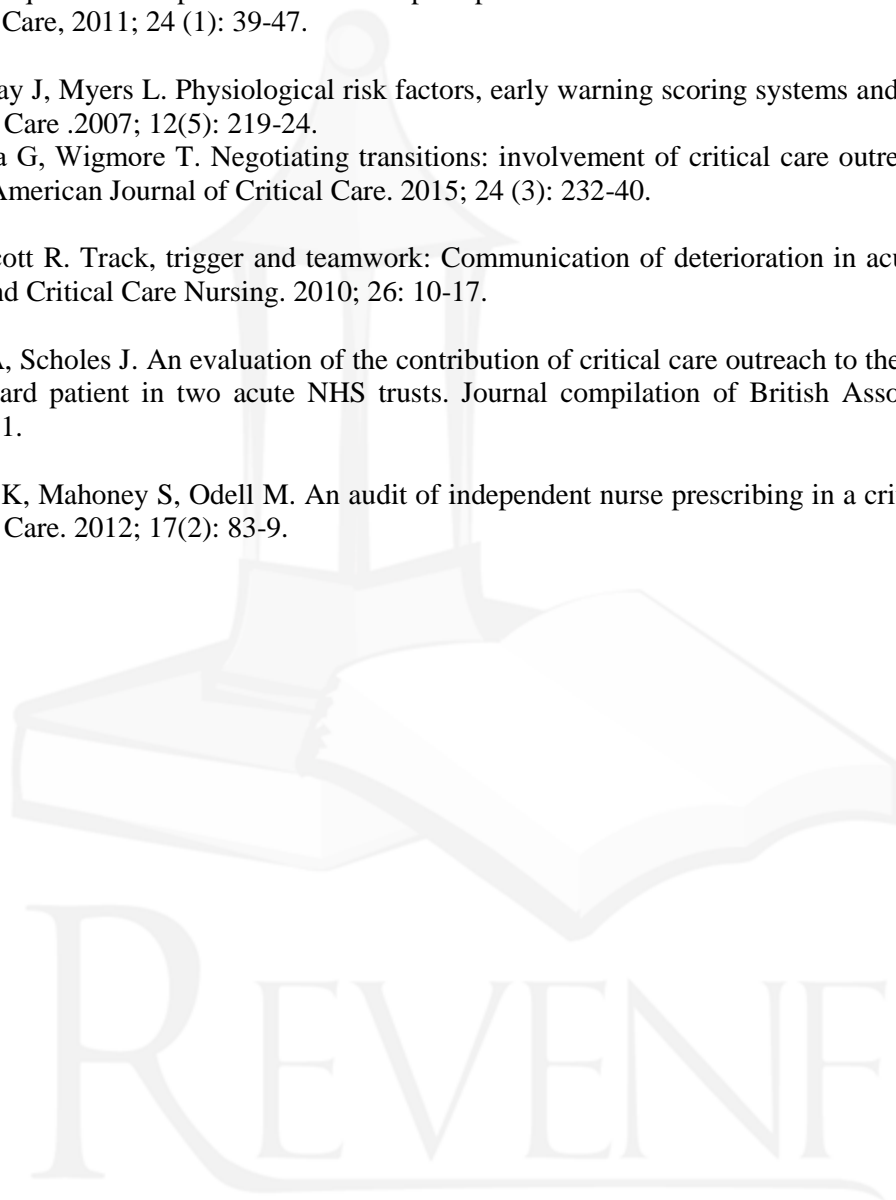 Care, 2011; 24 (1): 39-47.
ay J, Myers L. Physiological risk factors, early warning scoring systems and
Care .2007; 12(5): 219-24.
a G, Wigmore T. Negotiating transitions: involvement of critical care outre
American Journal of Critical Care. 2015; 24 (3): 232-40.
cott R. Track, trigger and teamwork: Communication of deterioration in acu
nd Critical Care Nursing. 2010; 26: 10-17.
A, Scholes J. An evaluation of the contribution of critical care outreach to the
ard patient in two acute NHS trusts. Journal compilation of British Asso
1.
K, Mahoney S, Odell M. An audit of independent nurse prescribing in a cri
Care. 2012; 17(2): 83-9.
REVENF